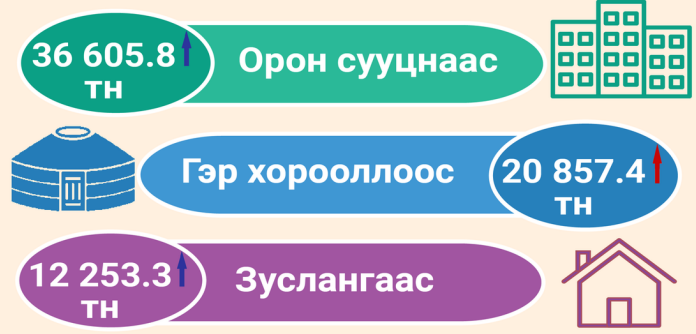 36 605.8
тн
Орон сууцнаас
Гэр хорооллоос
20 857.4
тн
12 253.3
тн
Зуслангаас